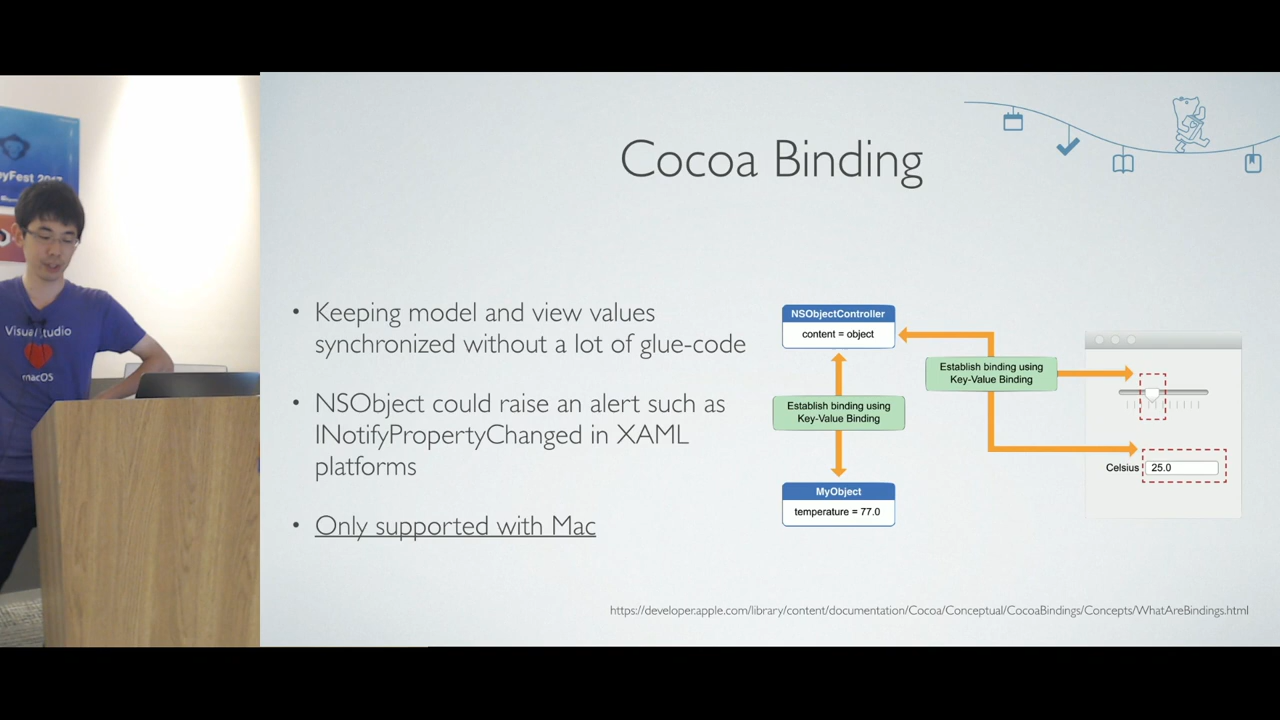 Cocoa Binding
• Keeping model and view values
synchronized without a lot of glue-code
• NSObject could raise an alert such as
INotifyPropertyChanged in XAML
platforms
• Only supported with Mac
NSObjectController
content = object
Establish binding using
Key-Value Binding
Establish binding using
Key-Value Binding
MyObject
temperature = 77.0
Celsius 25.0
https://developer.apple.com/library/content/documentation/Cocoa/Conceptual/CocoaBindings/Concepts/WhatAreBindings.html
Visual Studio
macOS